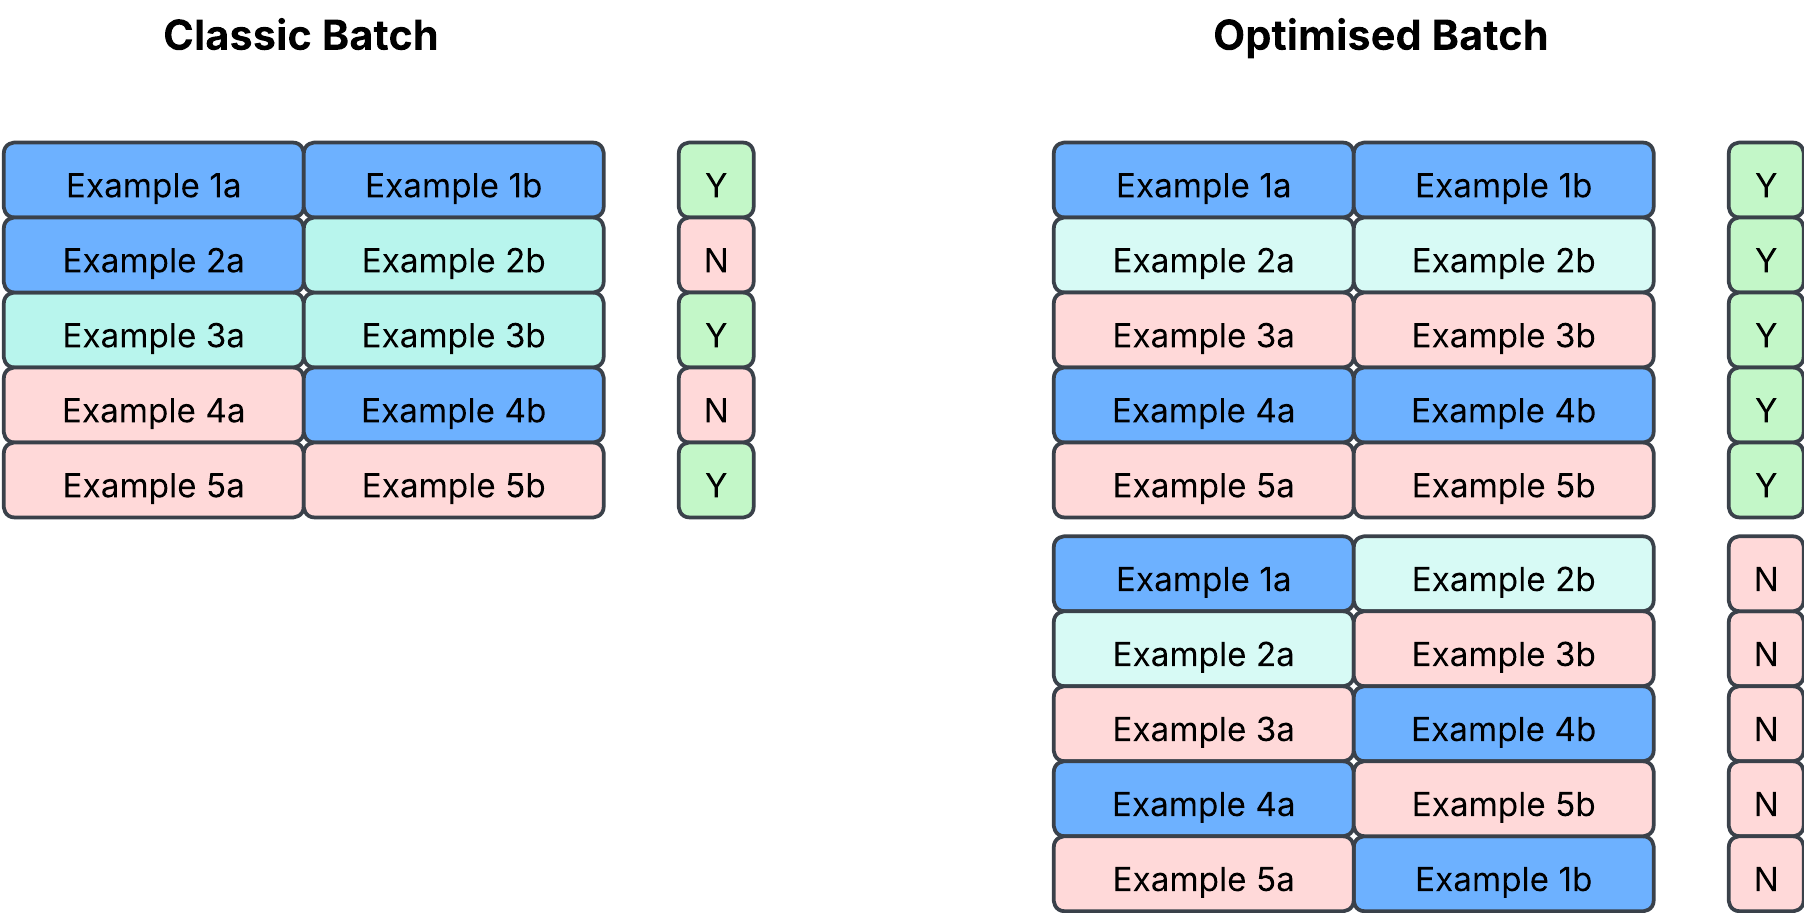 Classic Batch
Example 1a Example 1b Y
Example 2a Example 2b N
Example 3a Example 3b Y
Example 4a Example 4b N
Example 5a Example 5b Y
Optimised Batch
Example 1a Example 1b Y
Example 2a Example 2b Y
Example 3a Example 3b Y
Example 4a Example 4b Y
Example 5a Example 5b Y
Example 1a Example 2b N
Example 2a Example 3b N
Example 3a Example 4b N
Example 4a Example 5b N
Example 5a Example 1b N